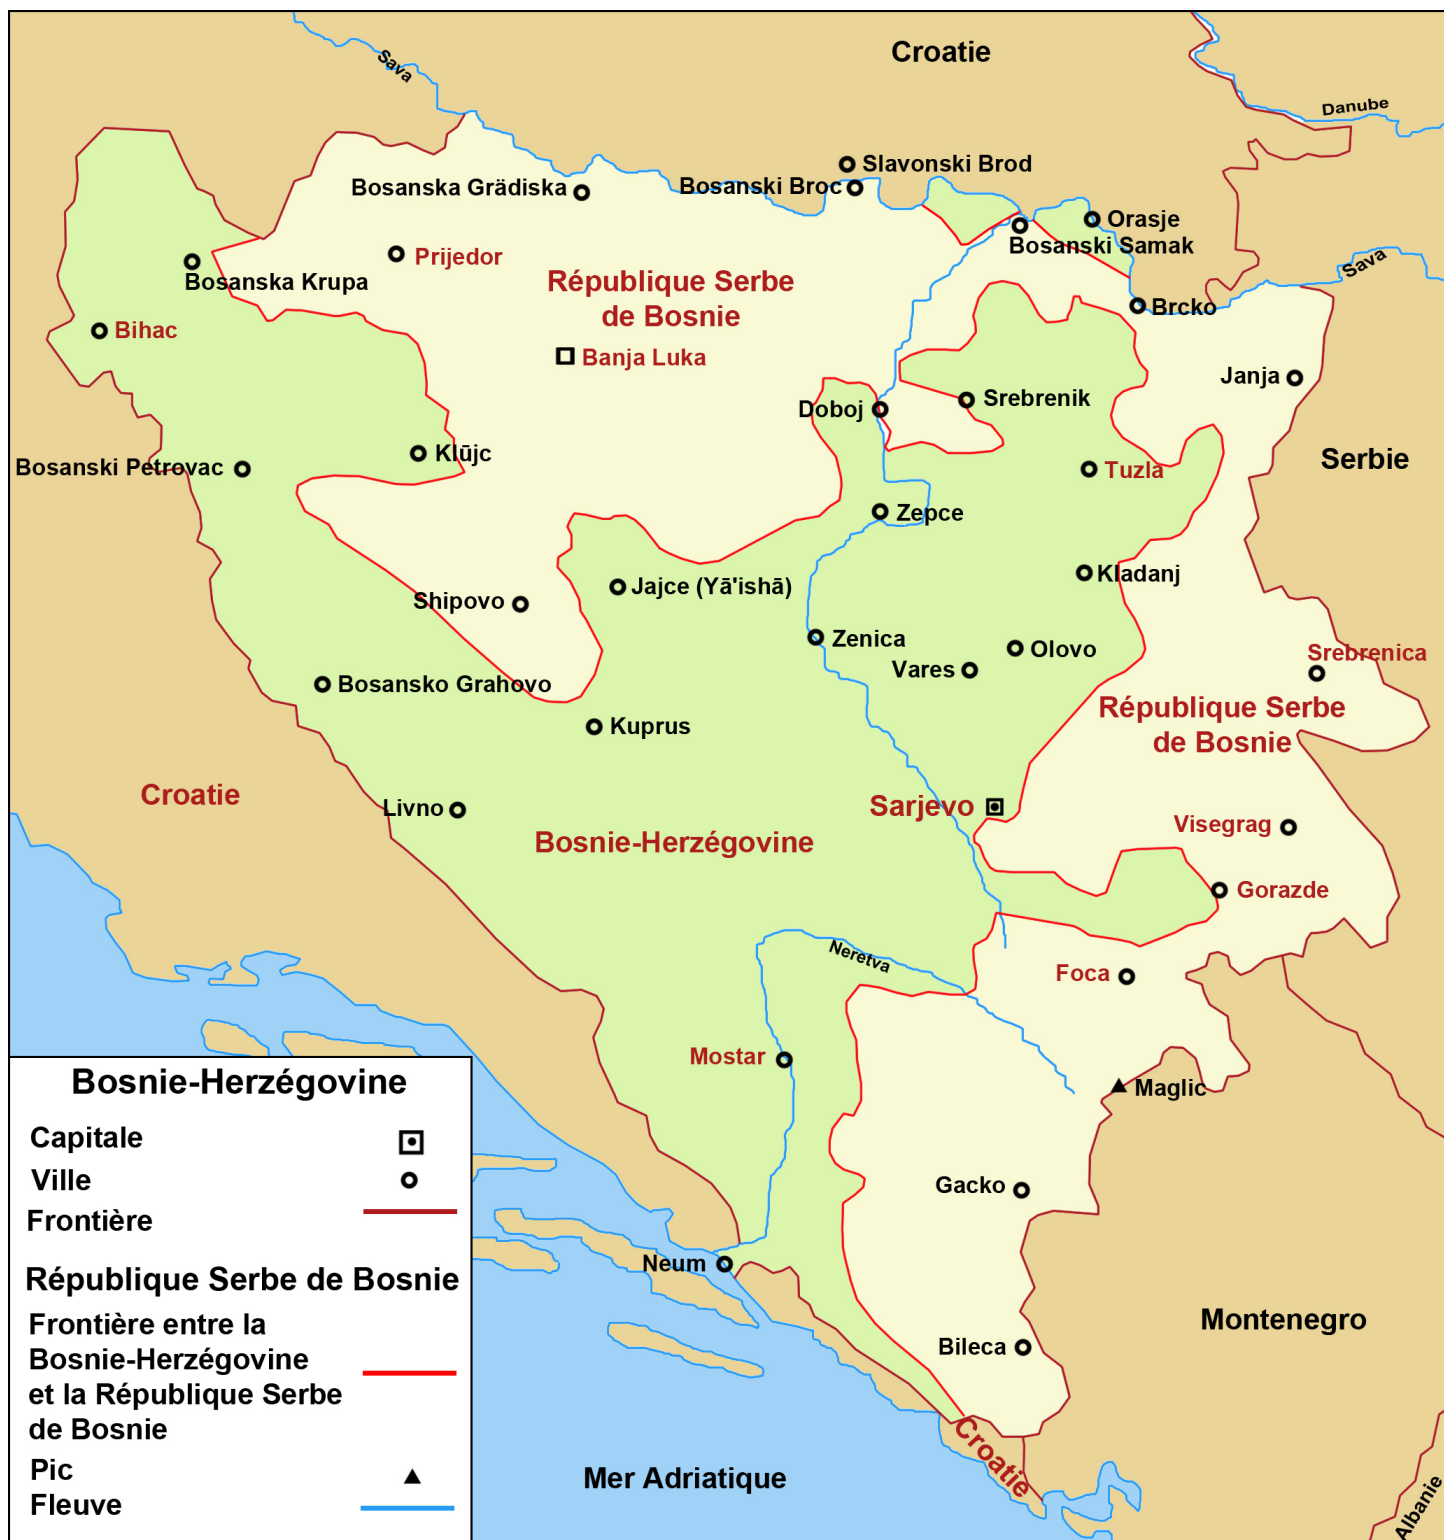 Croatie
Sava
Danube
Slavonski Brod
Bosanska Grädiska
Bosanski Broc
Orasje
Bosanski Samak
Prijedor
Bosanska Krupa
Sava
République Serbe
de Bosnie
Brcko
Bihac
Banja Luka
Janja
Srebrenik
Doboj
Klūjc
Serbie
Bosanski Petrovac
Tuzla
Zepce
Kladanj
Jajce (Yā'ishā)
Shipovo
Zenica
Olovo
Srebrenica
Vares
Bosansko Grahovo
République Serbe
de Bosnie
Kuprus
Croatie
Livno
Sarjevo
Visegrag
Bosnie-Herzégovine
Gorazde
Neretva
Foca
Mostar
Maglic
Gacko
Neum
Montenegro
Bileca
Croatie
Mer Adriatique
Albanie
Bosnie-Herzégovine
Capitale
Ville
Frontière
République Serbe de Bosnie
Frontière entre la
Bosnie-Herzégovine
et la République Serbe
de Bosnie
Pic
Fleuve